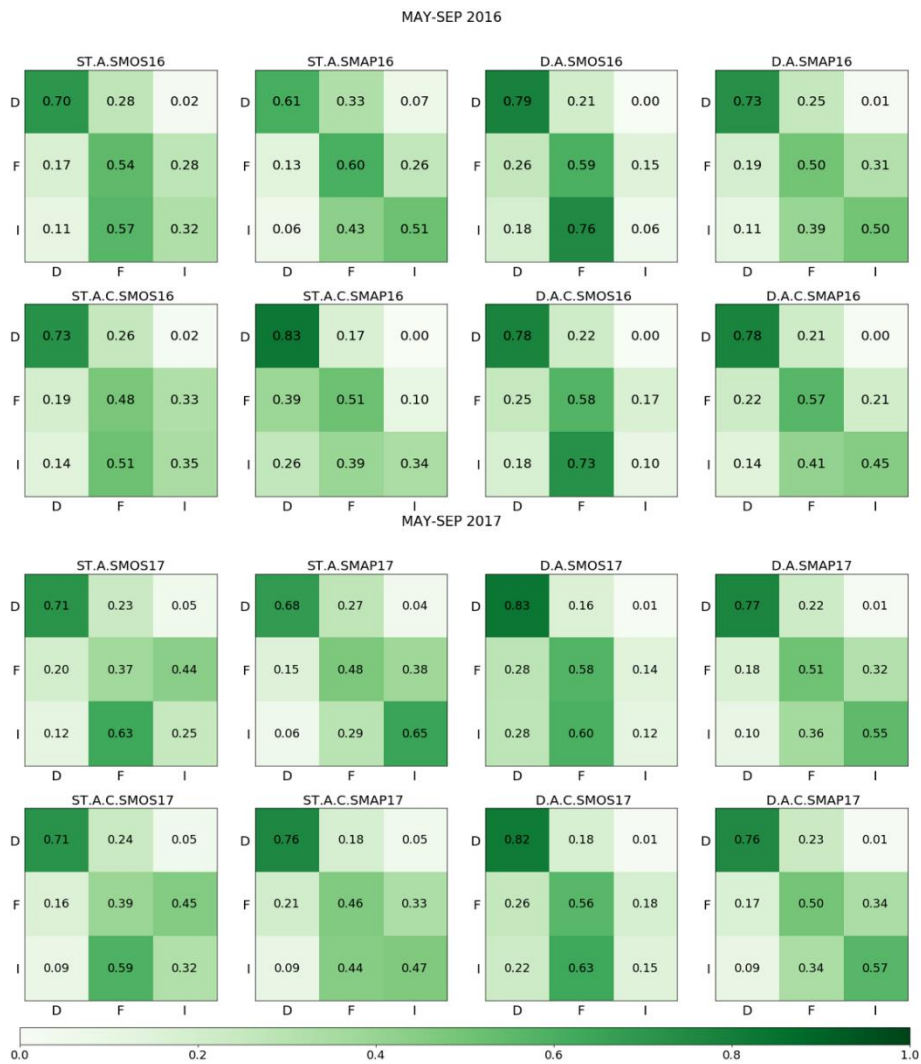 MAY-SEP 2016
ST.A.SMOS16 ST.A.SMAP16 D.A.SMOS16 D.A.SMAP16
D 0.70 0.28 0.02 D 0.61 0.33 0.07 D 0.79 0.21 0.00 D 0.73 0.25 0.01
F 0.17 0.54 0.28 F 0.13 0.60 0.26 F 0.26 0.59 0.15 F 0.19 0.50 0.31
I 0.11 0.57 0.32 I 0.06 0.43 0.51 I 0.18 0.76 0.06 I 0.11 0.39 0.50
D F I D F I D F I D F I
ST.A.C.SMOS16 ST.A.C.SMAP16 D.A.C.SMOS16 D.A.C.SMAP16
D 0.73 0.26 0.02 D 0.83 0.17 0.00 D 0.78 0.22 0.00 D 0.78 0.21 0.00
F 0.19 0.48 0.33 F 0.39 0.51 0.10 F 0.25 0.58 0.17 F 0.22 0.57 0.21
I 0.14 0.51 0.35 I 0.26 0.39 0.34 I 0.18 0.73 0.10 I 0.14 0.41 0.45
D F I D F I D F I D F I
MAY-SEP 2017
ST.A.SMOS17 ST.A.SMAP17 D.A.SMOS17 D.A.SMAP17
D 0.71 0.23 0.05 D 0.68 0.27 0.04 D 0.83 0.16 0.01 D 0.77 0.22 0.01
F 0.20 0.37 0.44 F 0.15 0.48 0.38 F 0.28 0.58 0.14 F 0.18 0.51 0.32
I 0.12 0.63 0.25 I 0.06 0.29 0.65 I 0.28 0.60 0.12 I 0.10 0.36 0.55
D F I D F I D F I D F I
ST.A.C.SMOS17 ST.A.C.SMAP17 D.A.C.SMOS17 D.A.C.SMAP17
D 0.71 0.24 0.05 D 0.76 0.18 0.05 D 0.82 0.18 0.01 D 0.76 0.23 0.01
F 0.16 0.39 0.45 F 0.21 0.46 0.33 F 0.26 0.56 0.18 F 0.17 0.50 0.34
I 0.09 0.59 0.32 I 0.09 0.44 0.47 I 0.22 0.63 0.15 I 0.09 0.34 0.57
D F I D F I D F I D F I
0.0 0.2 0.4 0.6 0.8 1.0